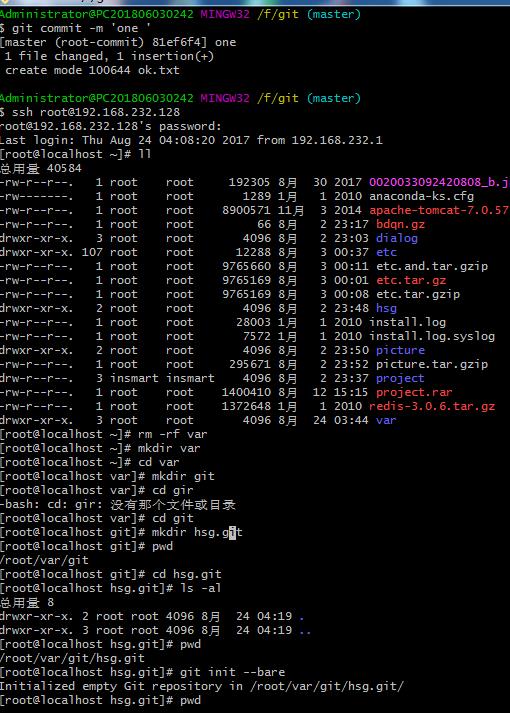 Administrator@PC201806030242 MINGW32 /f/git (master)
$ git commit -m 'one '
[master (root-commit) 81ef6f4] one
 1 file changed, 1 insertion(+)
 create mode 100644 ok.txt
Administrator@PC201806030242 MINGW32 /f/git (master)
$ ssh root@192.168.232.128
root@192.168.232.128's password:
Last login: Thu Aug 24 04:08:20 2017 from 192.168.232.1
[root@localhost ~]# ll
总用量 40584
-rw-r--r--. 1 root root 192305 8月 30 2017 0020033092420808_b.j
-rw-------. 1 root root 1289 1月 1 2010 anaconda-ks.cfg
-rw-r--r--. 1 root root 8900571 11月 3 2014 apache-tomcat-7.0.57
-rw-r--r--. 1 root root 66 8月 2 23:17 bdqn.gz
drwxr-xr-x. 3 root root 4096 8月 2 23:03 dialog
drwxr-xr-x. 107 root root 12288 8月 3 00:37 etc
-rw-r--r--. 1 root root 9765660 8月 3 00:11 etc.and.tar.gzip
-rw-r--r--. 1 root root 9765169 8月 3 00:01 etc.tar.gz
-rw-r--r--. 1 root root 9765169 8月 3 00:08 etc.tar.gzip
drwxr-xr-x. 2 root root 4096 8月 2 23:48 hsg
-rw-r--r--. 1 root root 28003 1月 1 2010 install.log
-rw-r--r--. 1 root root 7572 1月 1 2010 install.log.syslog
drwxr-xr-x. 2 root root 4096 8月 2 23:50 picture
-rw-r--r--. 1 root root 295671 8月 2 23:52 picture.tar.gzip
drwxr-xr-x. 3 insmart insmart 4096 8月 2 23:37 project
-rw-r--r--. 1 root root 1400410 8月 12 15:15 project.rar
-rw-r--r--. 1 root root 1372648 1月 1 2010 redis-3.0.6.tar.gz
drwxr-xr-x. 3 root root 4096 8月 24 03:44 var
[root@localhost ~]# rm -rf var
[root@localhost ~]# mkdir var
[root@localhost ~]# cd var
[root@localhost var]# mkdir git
[root@localhost var]# cd gir
-bash: cd: gir: 没有那个文件或目录
[root@localhost var]# cd git
[root@localhost git]# mkdir hsg.git
[root@localhost git]# pwd
/root/var/git
[root@localhost git]# cd hsg.git
[root@localhost hsg.git]# ls -al
总用量 8
drwxr-xr-x. 2 root root 4096 8月 24 04:19 .
drwxr-xr-x. 3 root root 4096 8月 24 04:19 ..
[root@localhost hsg.git]# pwd
/root/var/git/hsg.git
[root@localhost hsg.git]# git init --bare
Initialized empty Git repository in /root/var/git/hsg.git/
[root@localhost hsg.git]# pwd